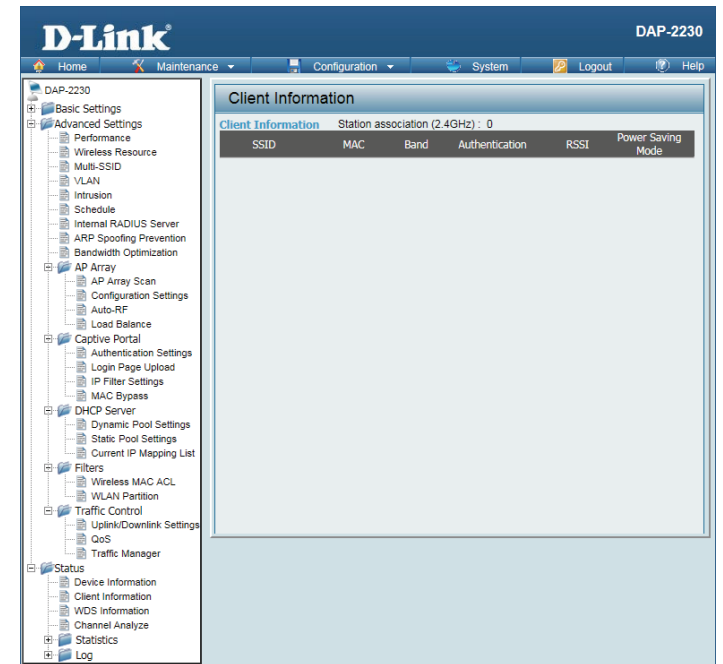 D-Link®
DAP-2230
Home Maintenance Configuration System Logout Help
DAP-2230
Basic Settings
Advanced Settings
Performance
Wireless Resource
Multi-SSID
VLAN
Intrusion
Schedule
Internal RADIUS Server
ARP Spoofing Prevention
Bandwidth Optimization
AP Array
AP Array Scan
Configuration Settings
Auto-RF
Load Balance
Captive Portal
Authentication Settings
Login Page Upload
IP Filter Settings
MAC Bypass
DHCP Server
Dynamic Pool Settings
Static Pool Settings
Current IP Mapping List
Filters
Wireless MAC ACL
WLAN Partition
Traffic Control
Uplink/Downlink Settings
QoS
Traffic Manager
Status
Device Information
Client Information
WDS Information
Channel Analyze
Statistics
Log
Client Information
Client Information Station association (2.4GHz) : 0
SSID MAC Band Authentication RSSI Power Saving Mode